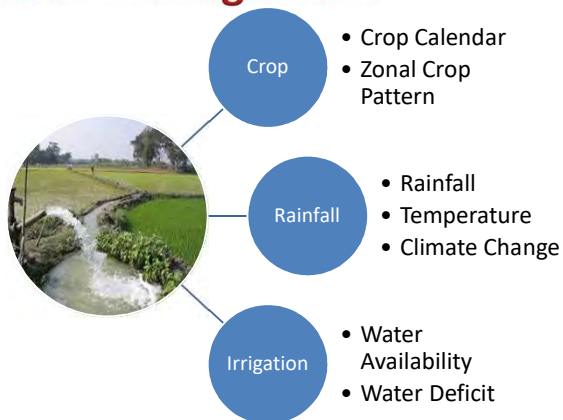 Crop
• Crop Calendar
• Zonal Crop
Pattern
Rainfall
• Rainfall
• Temperature
• Climate Change
Irrigation
• Water
Availability
• Water Deficit